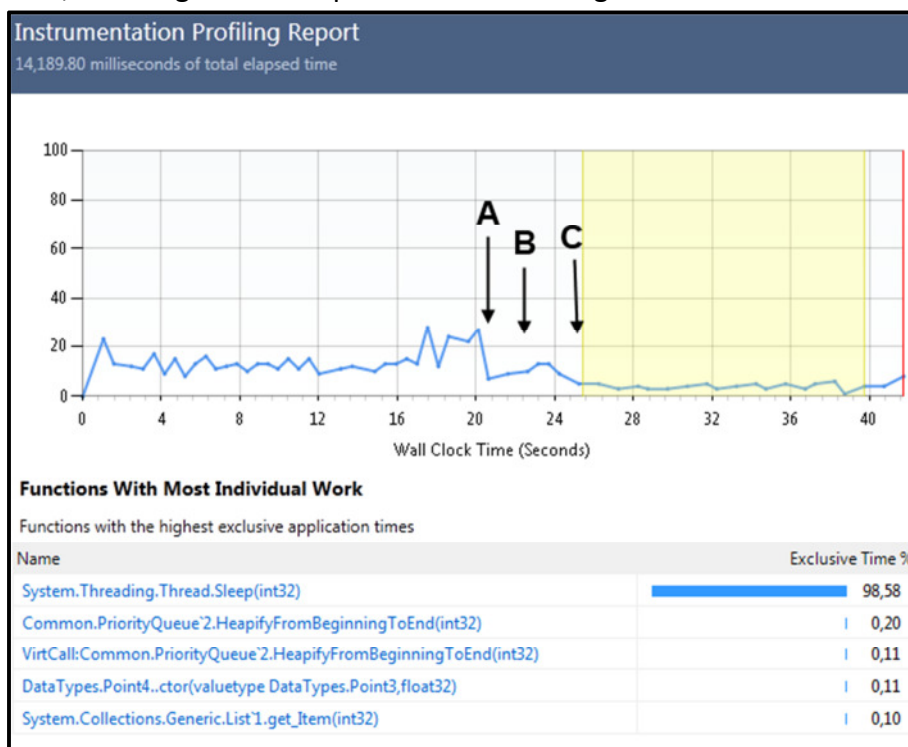 Instrumentation Profiling Report
14,189.80 milliseconds of total elapsed time
100
80
60
40
20
0
A
B
C
0 4 8 12 16 20 24 28 32 36 40
Wall Clock Time (Seconds)
Functions With Most Individual Work
Functions with the highest exclusive application times
Name Exclusive Time %
System.Threading.Thread.Sleep(int32) 98,58
Common.PriorityQueue`2.HeapifyFromBeginningToEnd(int32) 0,20
VirtCall:Common.PriorityQueue`2.HeapifyFromBeginningToEnd(int32) 0,11
DataTypes.Point4..ctor(valuetype DataTypes.Point3,float32) 0,11
System.Collections.Generic.List`1.get_Item(int32) 0,10